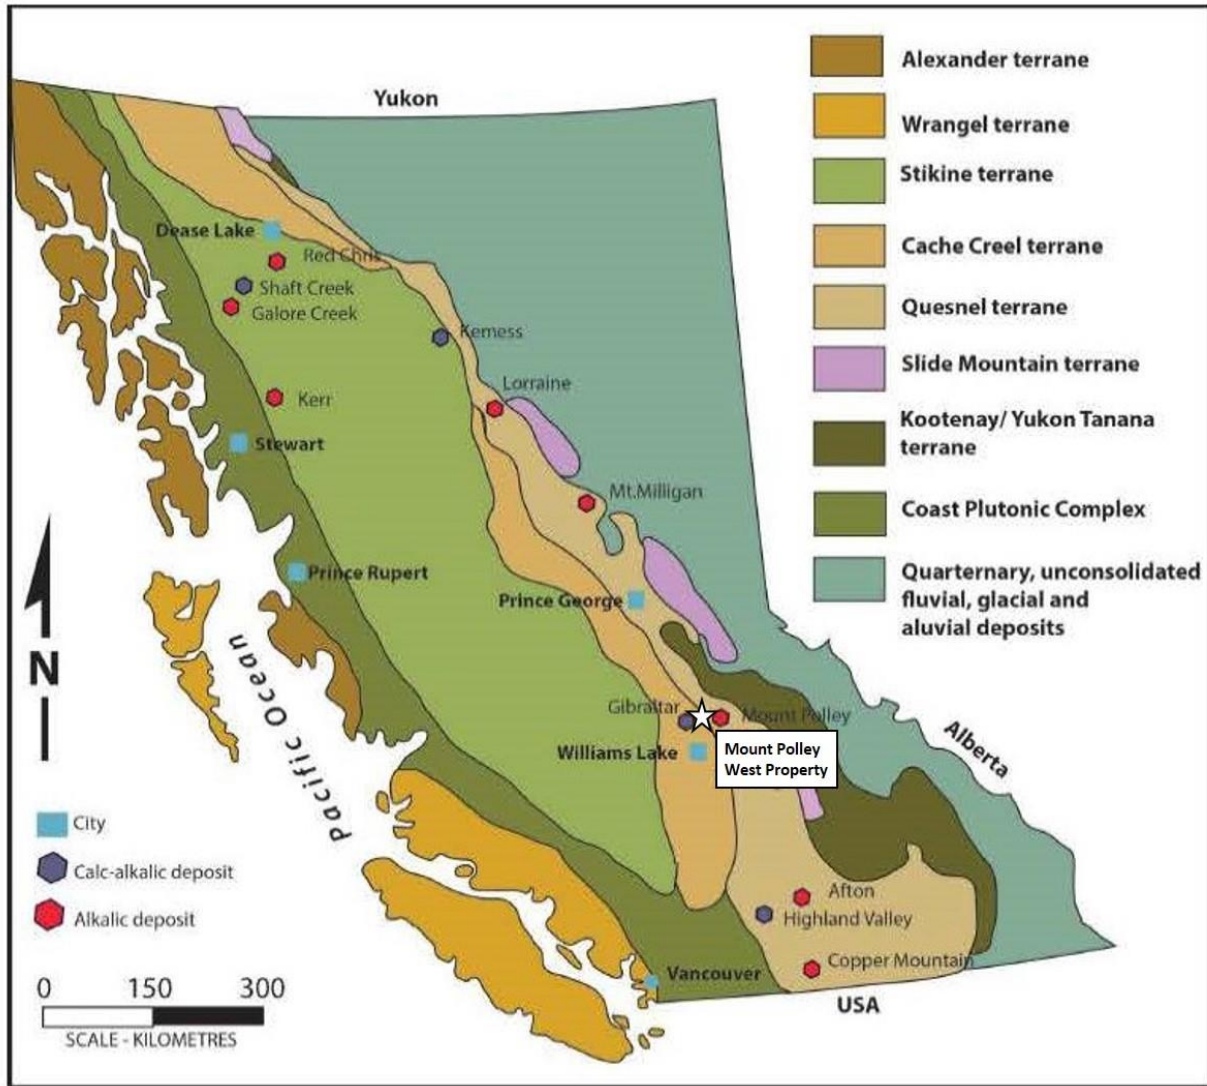 Yukon
Alexander terrane
Wrangel terrane
Stikine terrane
Cache Creel terrane
Quesnel terrane
Slide Mountain terrane
Kootenay/ Yukon Tanana
terrane
Coast Plutonic Complex
Quarternary, unconsolidated
fluvial, glacial and
aluvial deposits
Dease Lake
Red Chris
Shaft Creek
Galore Creek
Kemess
Lorraine
Kerr
Stewart
Mt.Milligan
Prince Rupert
Prince George
N
Pacific Ocean
Gibraltar
Mount Polley
Williams Lake
Mount Polley
West Property
Alberta
City
Calc-alkalic deposit
Alkalic deposit
Afton
Highland Valley
Copper Mountain
Vancouver
USA
0 150 300
SCALE - KILOMETRES